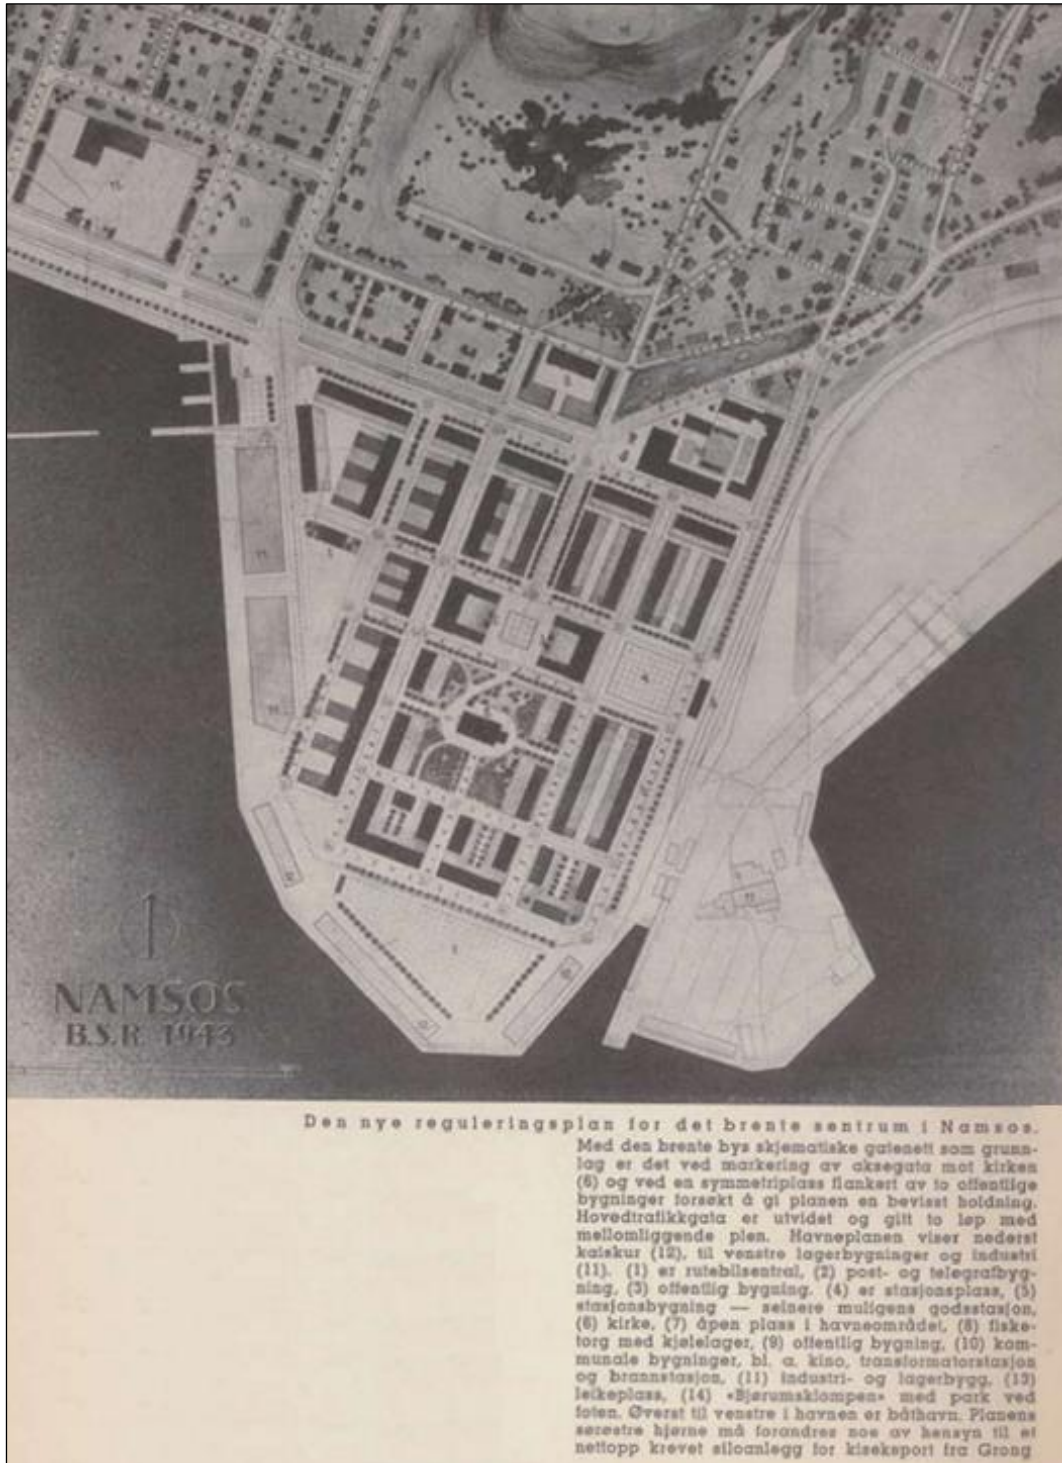 NAMSOS
B.S.R. 1943
Den nye reguleringsplan for det brente sentrum i Namsos.
Med den brente bys skjematiske gatenett som grunn-
lag er det ved markering av aksegata mot kirken
(6) og ved en symmetriplass flankert av to offentlige
bygninger forsøkt å gi planen en bevisst holdning.
Hovedtrafikkgata er utvidet og gitt to løp med
mellomliggende plen. Havneplanen viser nederst
kaiskur (12), til venstre lagerbygninger og industri
(11). (1) er rutebilsentral, (2) post- og telegrafbyg-
ning, (3) offentlig bygning. (4) er stasjonsplass, (5)
stasjonsbygning — seinere muligens godsstasjon,
(6) kirke, (7) åpen plass i havneområdet, (8) fiske-
torg med kjølelager, (9) offentlig bygning, (10) kom-
munale bygninger, bl. a. kino, transformatorstasjon
og brannstasjon, (11) industri- og lagerbygg, (13)
leikeplass, (14) «Bjørumsklompen» med park ved
foten. Øverst til venstre i havnen er båthavn. Planens
sørøstre hjørne må forandres noe av hensyn til et
nettopp krevet siloanlegg for kiseksport fra Grong